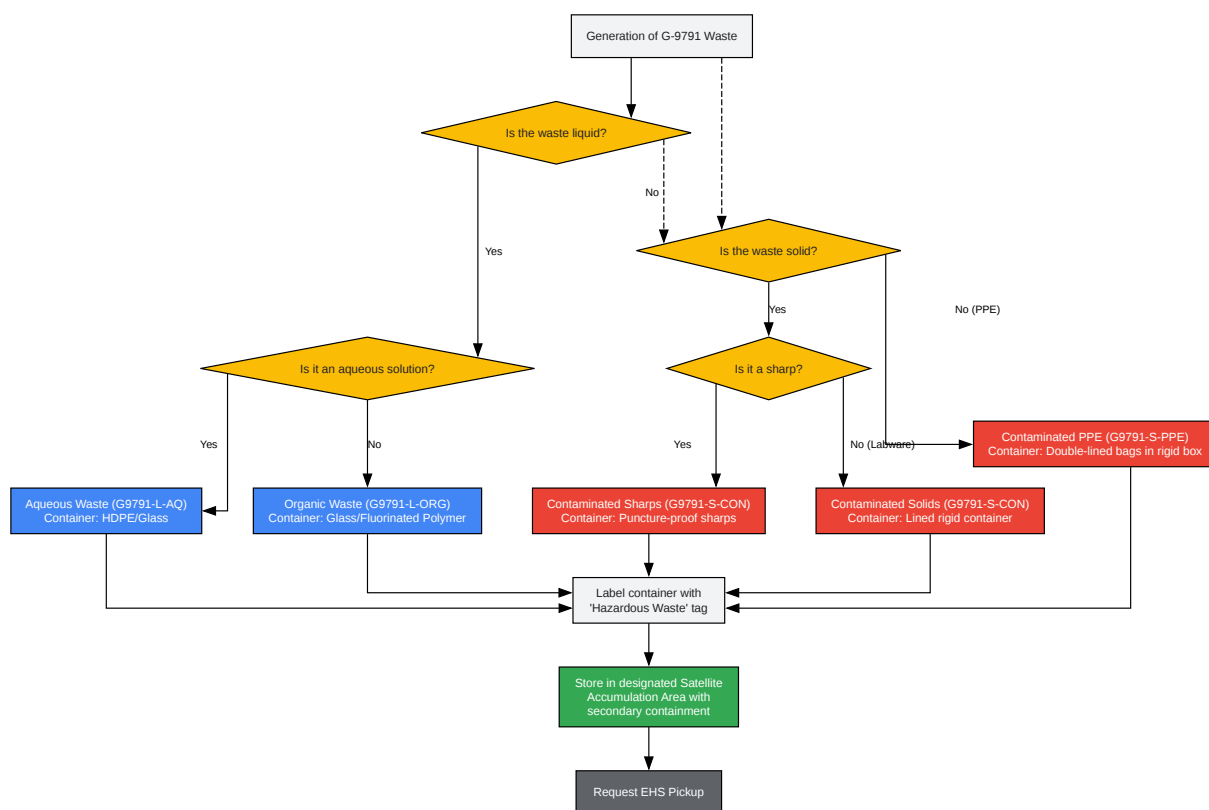 Generation of G-9791 Waste
Is the waste liquid?
No
Is the waste solid?
Yes
Yes
No (PPE)
Is it an aqueous solution?
Is it a sharp?
Yes
No
Yes
No (Labware)
Contaminated PPE (G9791-S-PPE)
Container: Double-lined bags in rigid box
Aqueous Waste (G9791-L-AQ)
Container: HDPE/Glass
Organic Waste (G9791-L-ORG)
Container: Glass/Fluorinated Polymer
Contaminated Sharps (G9791-S-CON)
Container: Puncture-proof sharps
Contaminated Solids (G9791-S-CON)
Container: Lined rigid container
Label container with
'Hazardous Waste' tag
Store in designated Satellite
Accumulation Area with
secondary containment
Request EHS Pickup